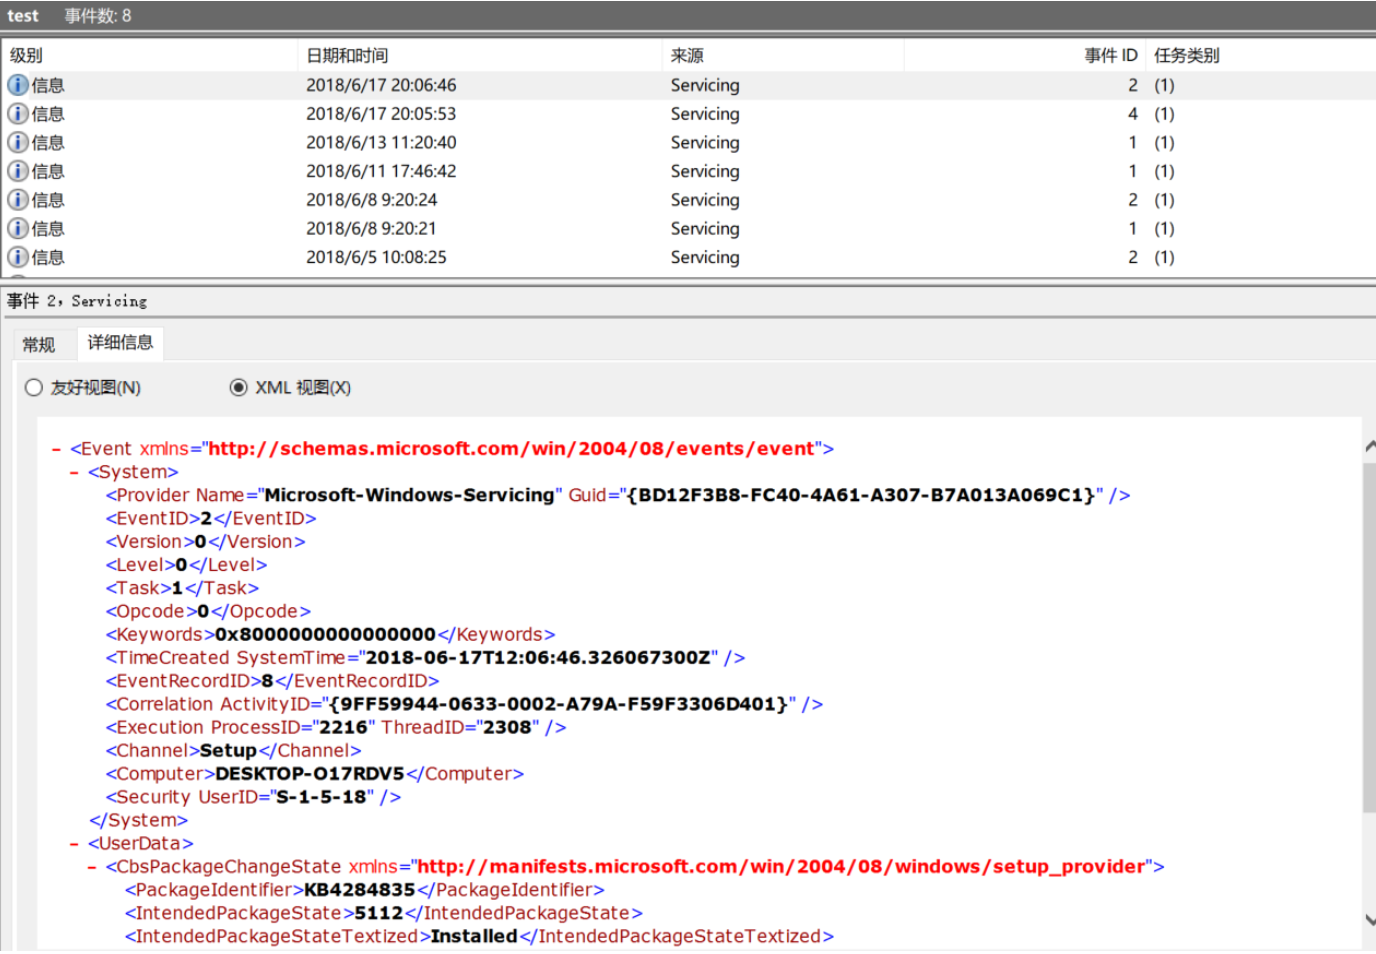 test 事件数: 8
级别 日期和时间 来源 事件 ID 任务类别
信息 2018/6/17 20:06:46 Servicing 2 (1)
信息 2018/6/17 20:05:53 Servicing 4 (1)
信息 2018/6/13 11:20:40 Servicing 1 (1)
信息 2018/6/11 17:46:42 Servicing 1 (1)
信息 2018/6/8 9:20:24 Servicing 2 (1)
信息 2018/6/8 9:20:21 Servicing 1 (1)
信息 2018/6/5 10:08:25 Servicing 2 (1)
事件 2，Servicing
常规 详细信息
友好视图(N) XML 视图(X)
- <Event xmlns="http://schemas.microsoft.com/win/2004/08/events/event">
- <System>
<Provider Name="Microsoft-Windows-Servicing" Guid="{BD12F3B8-FC40-4A61-A307-B7A013A069C1}" />
<EventID>2</EventID>
<Version>0</Version>
<Level>0</Level>
<Task>1</Task>
<Opcode>0</Opcode>
<Keywords>0x8000000000000000</Keywords>
<TimeCreated SystemTime="2018-06-17T12:06:46.326067300Z" />
<EventRecordID>8</EventRecordID>
<Correlation ActivityID="{9FF59944-0633-0002-A79A-F59F3306D401}" />
<Execution ProcessID="2216" ThreadID="2308" />
<Channel>Setup</Channel>
<Computer>DESKTOP-O17RDV5</Computer>
<Security UserID="S-1-5-18" />
</System>
- <UserData>
- <CbsPackageChangeState xmlns="http://manifests.microsoft.com/win/2004/08/windows/setup_provider">
<PackageIdentifier>KB4284835</PackageIdentifier>
<IntendedPackageState>5112</IntendedPackageState>
<IntendedPackageStateTextized>Installed</IntendedPackageStateTextized>